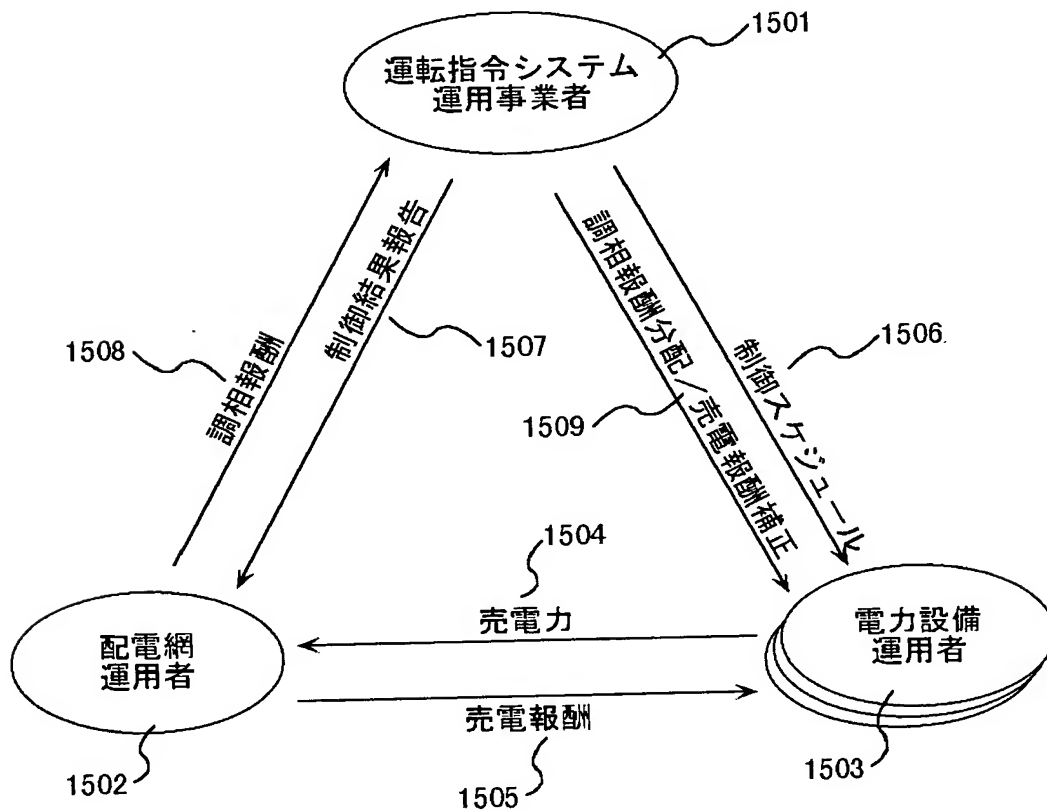 1501
運転指令システム
運用事業者
調相報酬
1508
制御結果報告
1507
調相報酬分配／売電報酬補正
1509
制御スケジュール
1506
1504
売電力
配電網
運用者
1502
電力設備
運用者
1503
売電報酬
1505